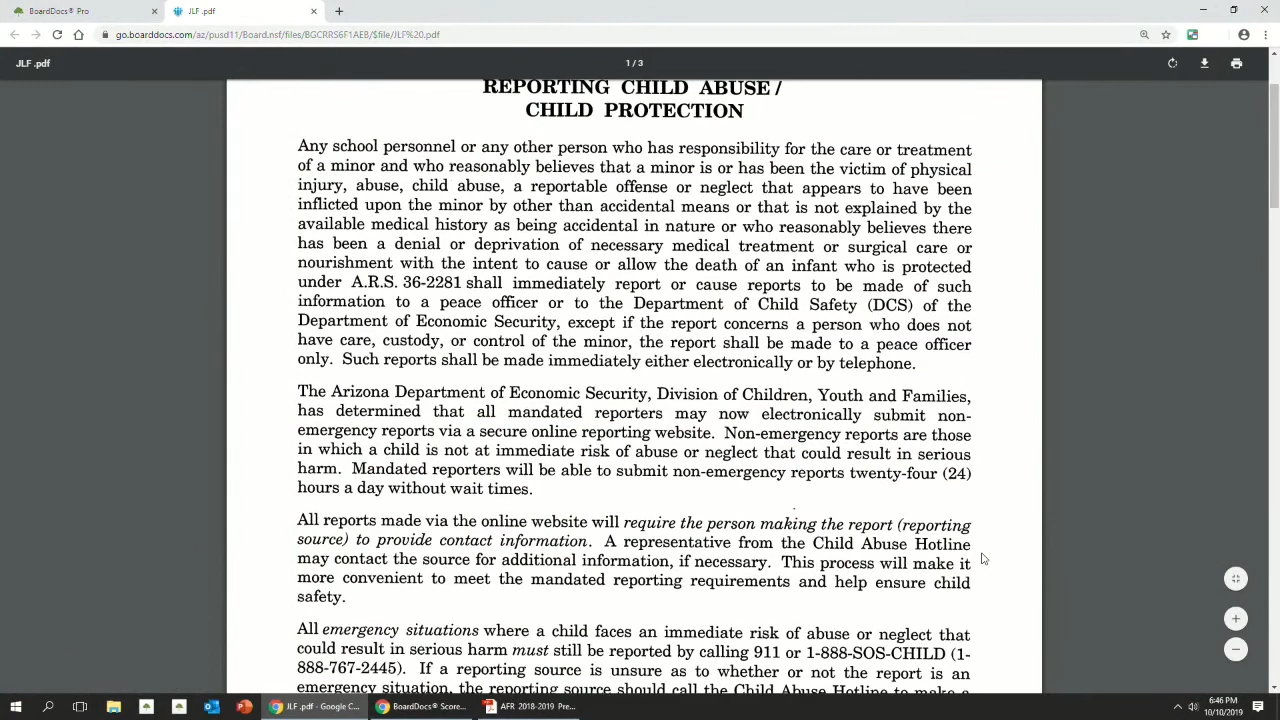 BoardDocs® Pro
JLF .pdf
go.boarddocs.com/az/pusd11/Board.nsf/files/BGCRRS6F1AEB/$file/JLF%20.pdf
JLF .pdf
1 / 3
REPORTING CHILD ABUSE /
CHILD PROTECTION
Any school personnel or any other person who has responsibility for the care or treatment
of a minor and who reasonably believes that a minor is or has been the victim of physical
injury, abuse, child abuse, a reportable offense or neglect that appears to have been
inflicted upon the minor by other than accidental means or that is not explained by the
available medical history as being accidental in nature or who reasonably believes there
has been a denial or deprivation of necessary medical treatment or surgical care or
nourishment with the intent to cause or allow the death of an infant who is protected
under A.R.S. 36-2281 shall immediately report or cause reports to be made of such
information to a peace officer or to the Department of Child Safety (DCS) of the
Department of Economic Security, except if the report concerns a person who does not
have care, custody, or control of the minor, the report shall be made to a peace officer
only. Such reports shall be made immediately either electronically or by telephone.
The Arizona Department of Economic Security, Division of Children, Youth and Families,
has determined that all mandated reporters may now electronically submit non-
emergency reports via a secure online reporting website. Non-emergency reports are those
in which a child is not at immediate risk of abuse or neglect that could result in serious
harm. Mandated reporters will be able to submit non-emergency reports twenty-four (24)
hours a day without wait times.
All reports made via the online website will require the person making the report (reporting
source) to provide contact information. A representative from the Child Abuse Hotline
may contact the source for additional information, if necessary. This process will make it
more convenient to meet the mandated reporting requirements and help ensure child
safety.
All emergency situations where a child faces an immediate risk of abuse or neglect that
could result in serious harm must still be reported by calling 911 or 1-888-SOS-CHILD (1-
888-767-2445). If a reporting source is unsure as to whether or not the report is an
emergency situation, the reporting source should call the Child Abuse Hotline to make a
JLF .pdf - Google C...
BoardDocs® Score...
AFR 2018-2019 Pre...
6:46 PM
10/10/2019